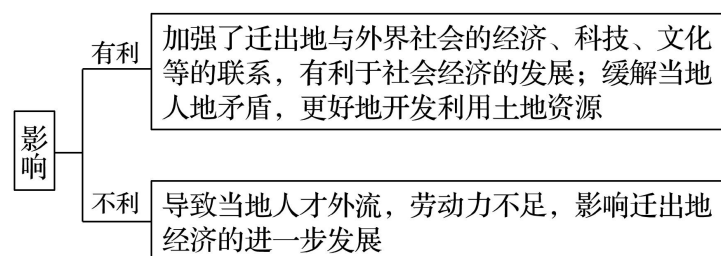 影响
有利
加强了迁出地与外界社会的经济、科技、文化
等的联系，有利于社会经济的发展；缓解当地
人地矛盾，更好地开发利用土地资源
不利
导致当地人才外流，劳动力不足，影响迁出地
经济的进一步发展